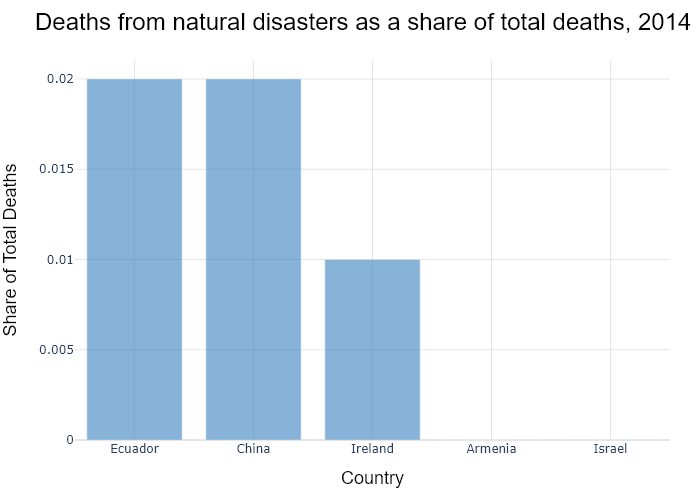 Deaths from natural disasters as a share of total deaths, 2014
Share of Total Deaths
0.02
0.015
0.01
0.005
0
Ecuador China Ireland Armenia Israel
Country